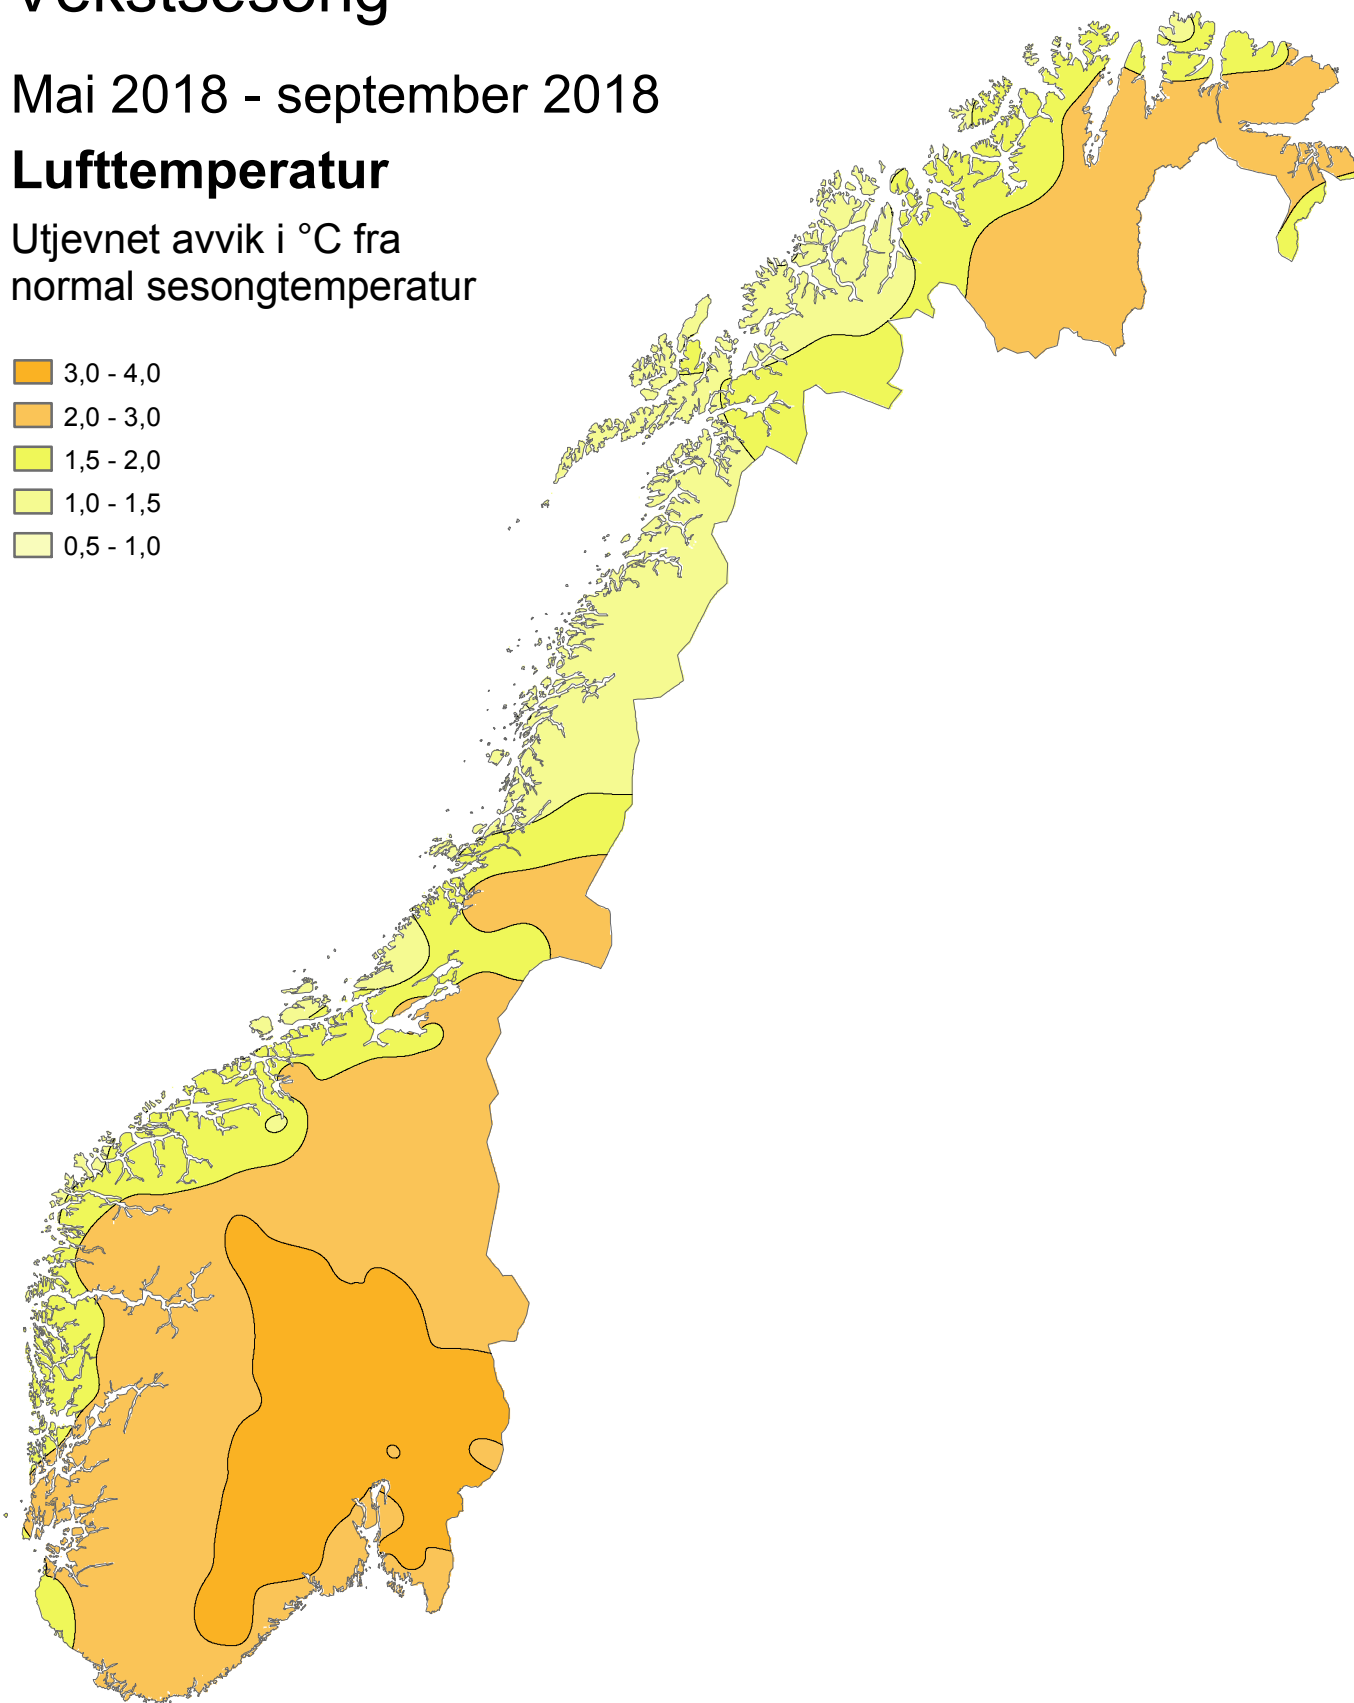 Vekstsesong
Mai 2018 - september 2018
Lufttemperatur
Utjevnet avvik i °C fra
normal sesongtemperatur
3,0 - 4,0
2,0 - 3,0
1,5 - 2,0
1,0 - 1,5
0,5 - 1,0